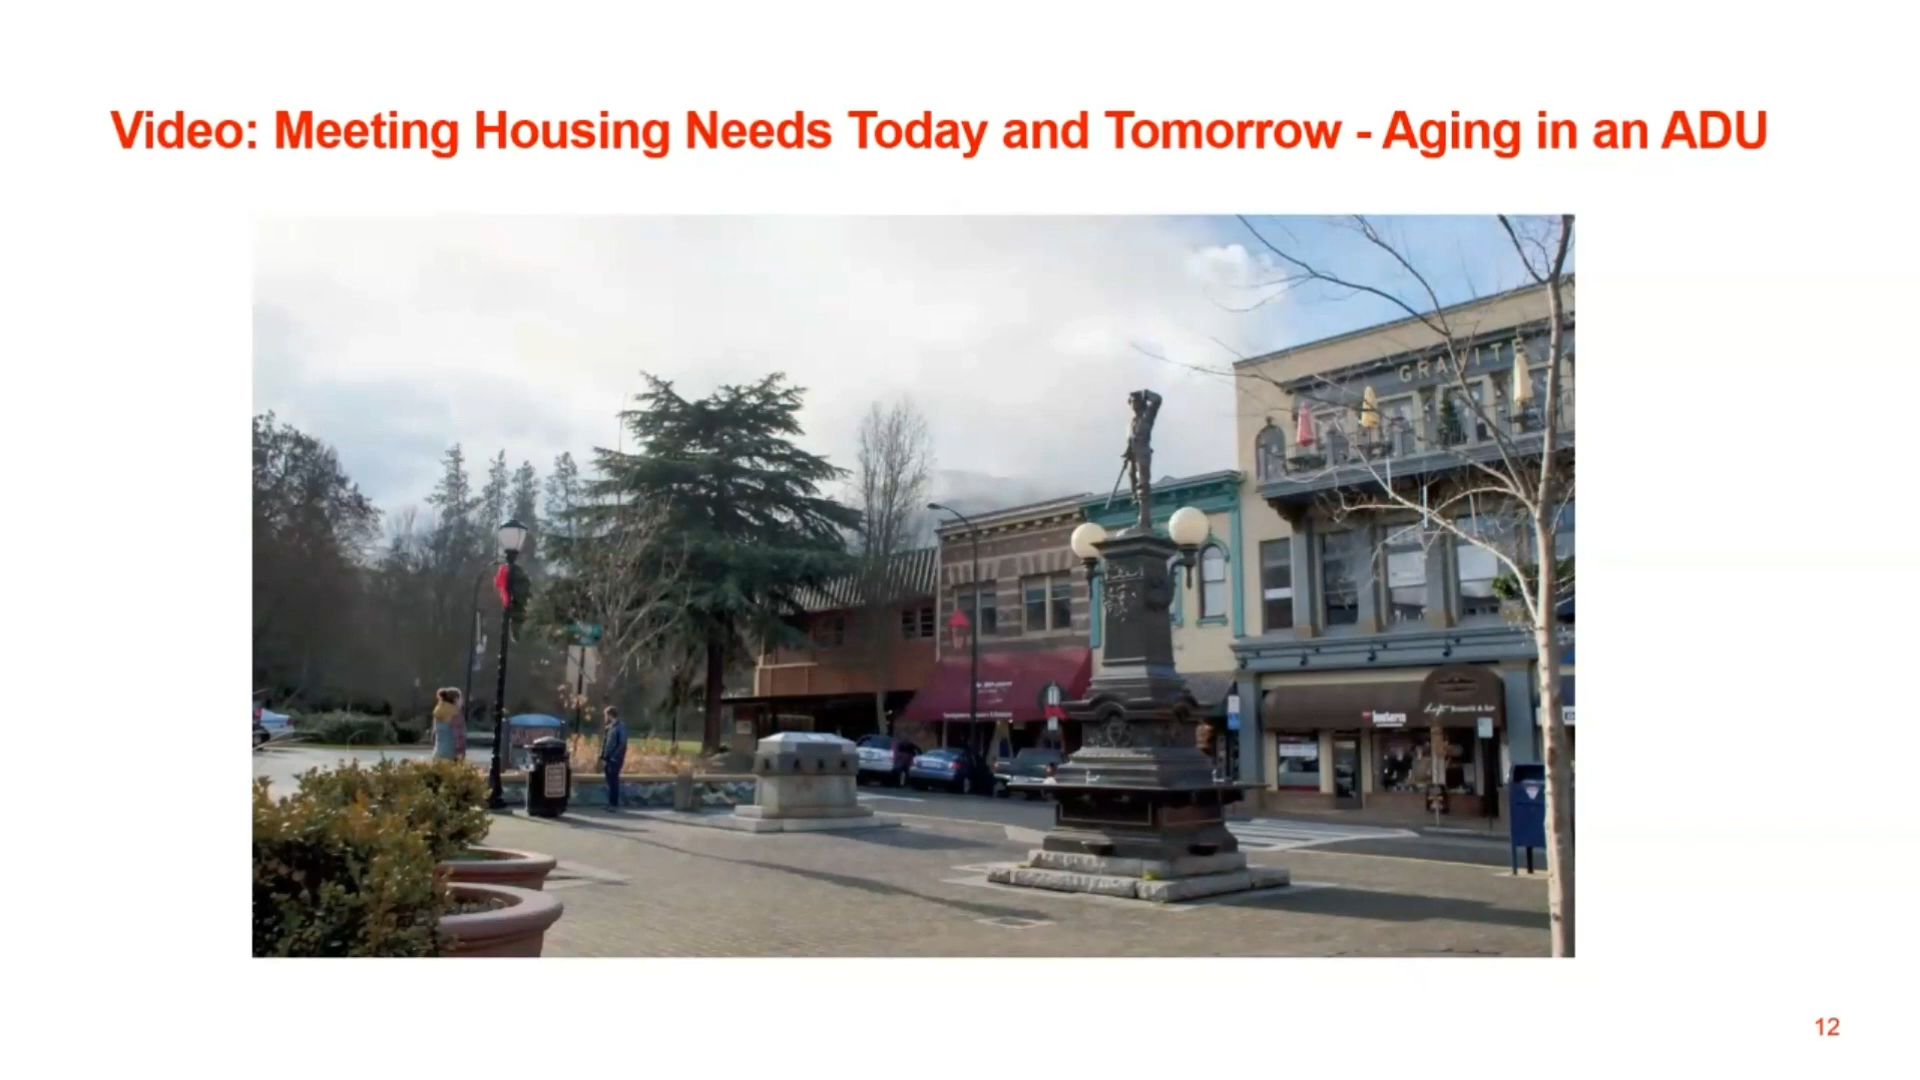 Video: Meeting Housing Needs Today and Tomorrow - Aging in an ADU
GRANITE
12